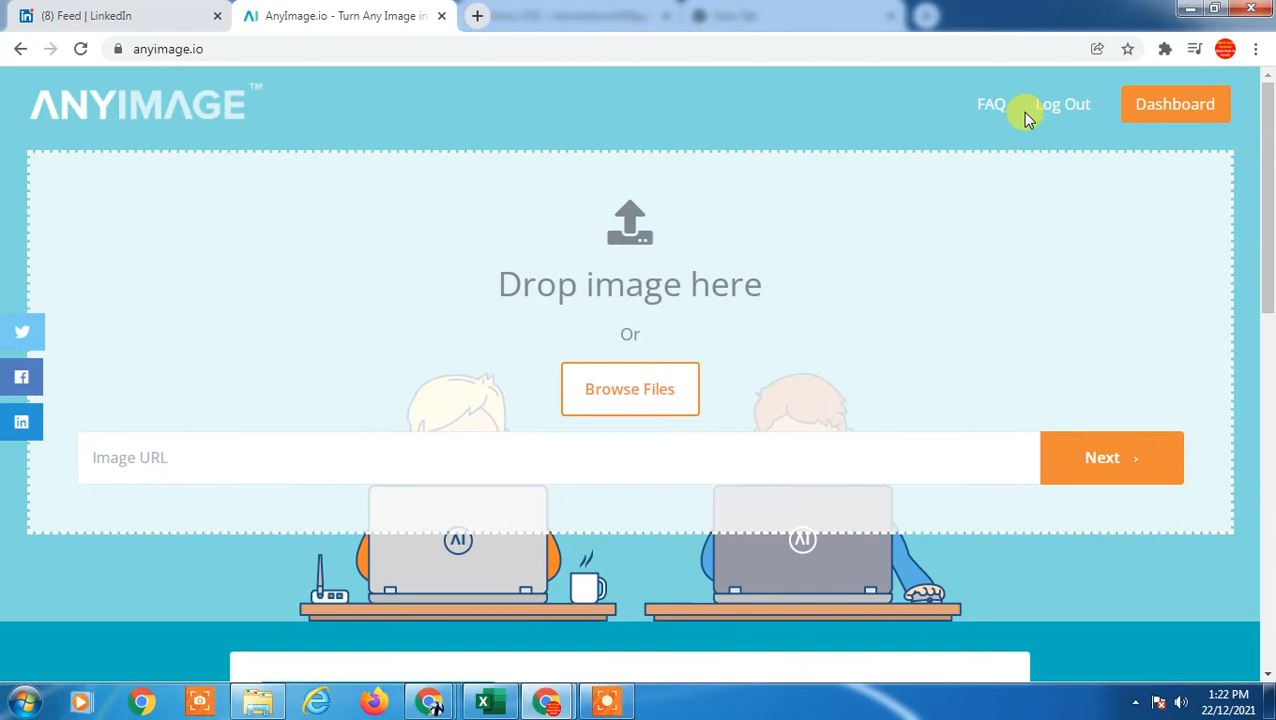 (8) Feed | LinkedIn
AnyImage.io - Turn Any Image in
anyimage.io
ANYIMAGE™
FAQ
Log Out
Dashboard
Drop image here
Or
Browse Files
Image URL
Next ›
1:22 PM
22/12/2021